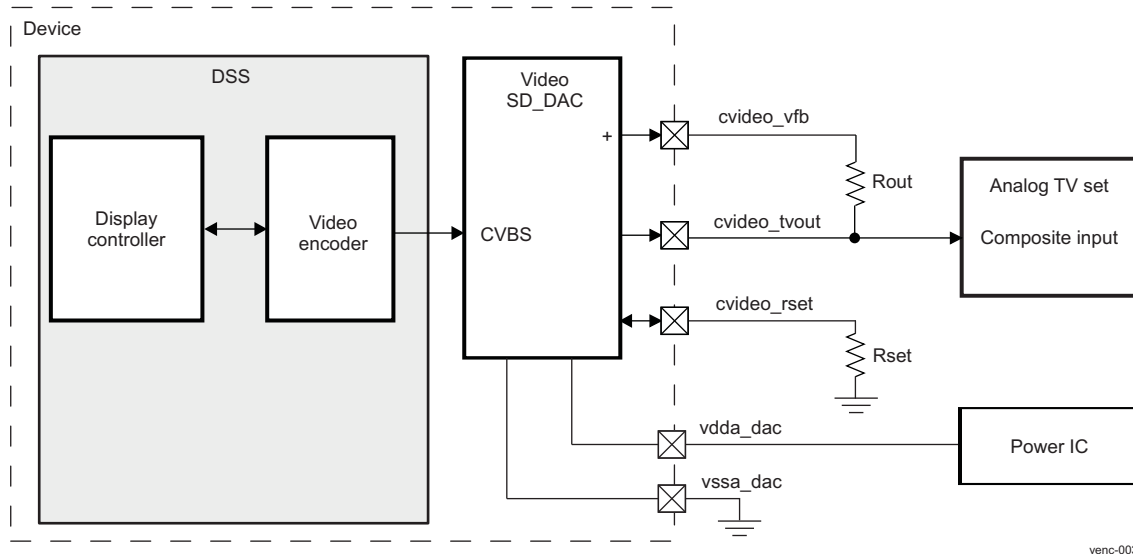 Device
DSS
Display
controller
Video
encoder
Video
SD_DAC
+
CVBS
cvideo_vfb
Rout
cvideo_tvout
cvideo_rset
Rset
vdda_dac
vssa_dac
Analog TV set
Composite input
Power IC